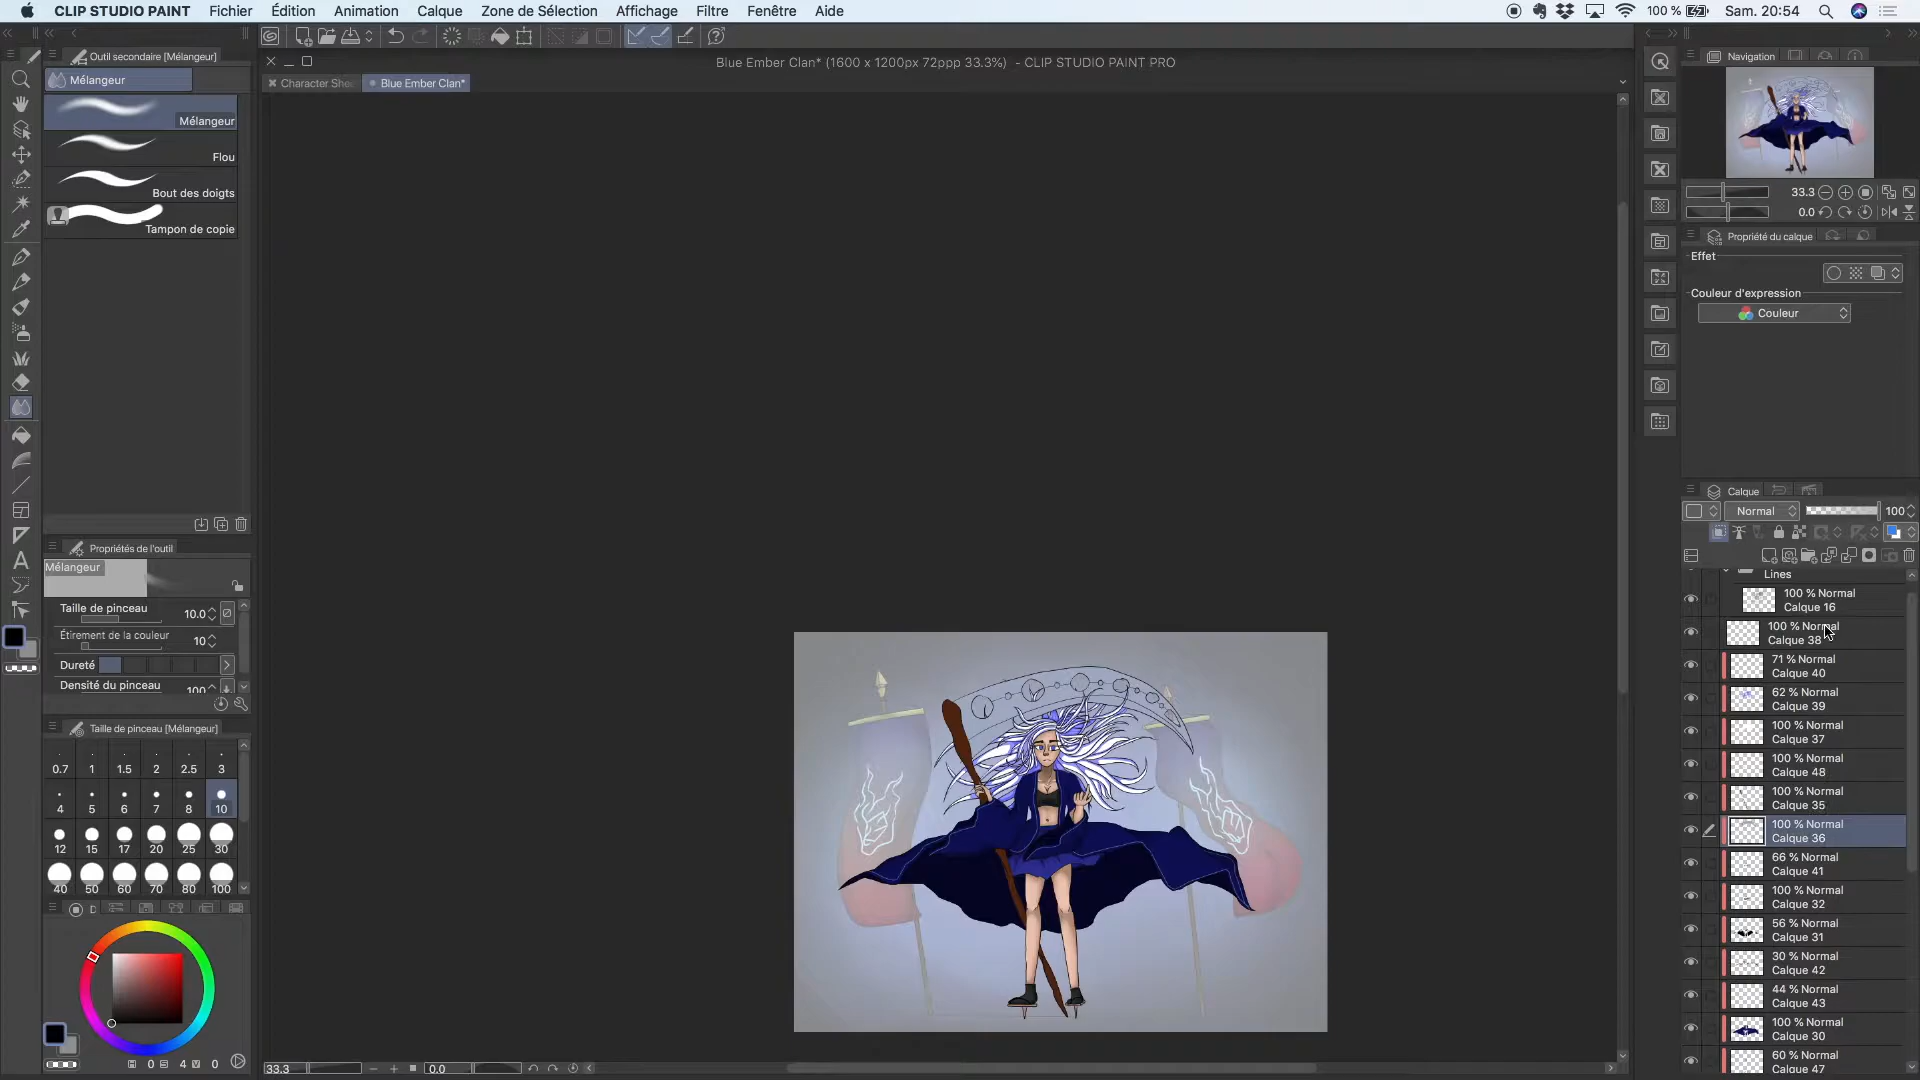 CLIP STUDIO PAINT Fichier Édition Animation Calque Zone de Sélection Affichage Filtre Fenêtre Aide 100 % Sam. 20:54
Outil secondaire [Mélangeur]
Mélangeur
Mélangeur
Flou
Bout des doigts
Tampon de copie
Propriétés de l'outil
Mélangeur
Taille de pinceau 10.0
Étirement de la couleur 10
Dureté
Densité du pinceau 100
Taille de pinceau [Mélangeur]
0.7 1 1.5 2 2.5 3
4 5 6 7 8 10
12 15 17 20 25 30
40 50 60 70 80 100
D
0 4 0
Blue Ember Clan* (1600 x 1200px 72ppp 33.3%) - CLIP STUDIO PAINT PRO
Character She
Blue Ember Clan*
33.3 0.0
Navigation
33.3
0.0
Propriété du calque
Effet
Couleur d'expression
Couleur
Calque
Normal 100
Lines
100 % Normal
Calque 16
100 % Normal
Calque 38
71 % Normal
Calque 40
62 % Normal
Calque 39
100 % Normal
Calque 37
100 % Normal
Calque 48
100 % Normal
Calque 35
100 % Normal
Calque 36
66 % Normal
Calque 41
100 % Normal
Calque 32
56 % Normal
Calque 31
30 % Normal
Calque 42
44 % Normal
Calque 43
100 % Normal
Calque 30
60 % Normal
Calque 47